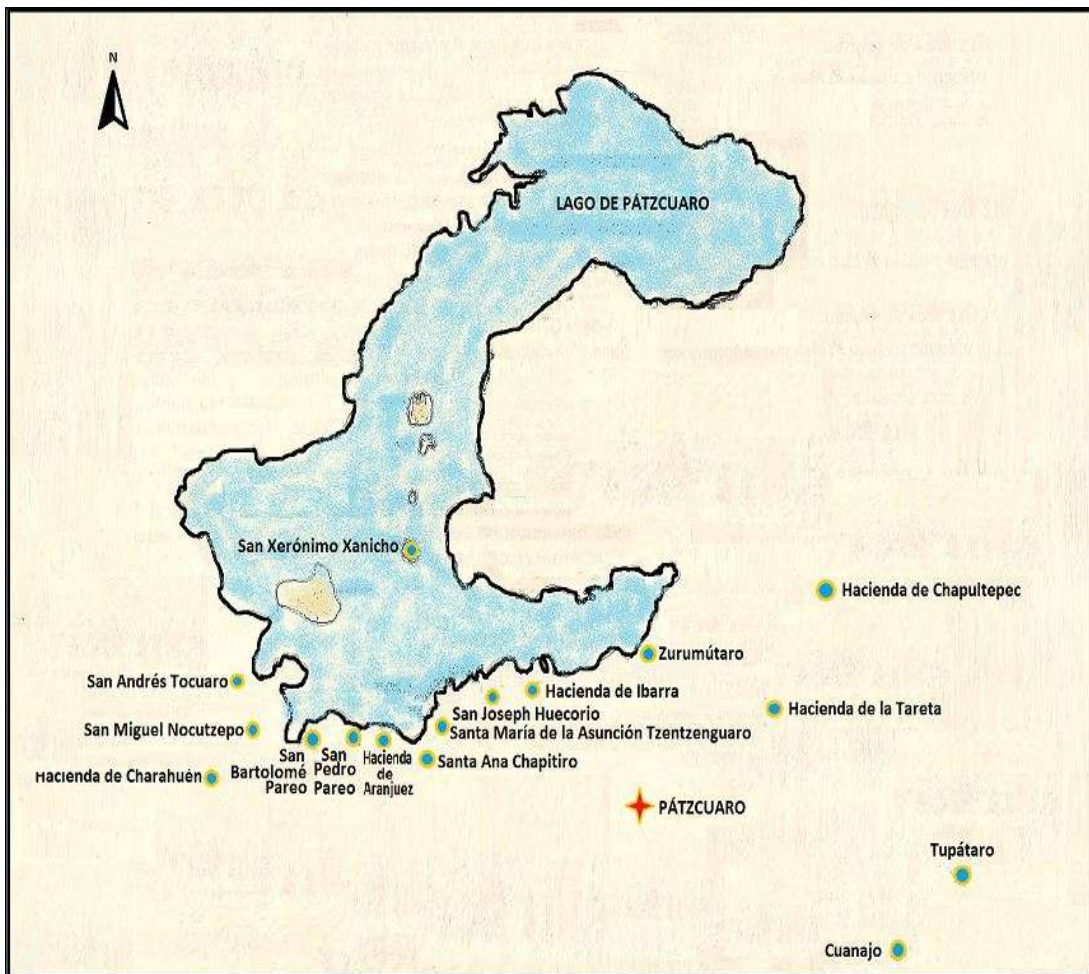 N
LAGO DE PÁTZCUARO
San Xerónimo Xanicho
Hacienda de Chapultepec
Zurumútaro
San Andrés Tocuaro
Hacienda de Ibarra
San Joseph Huecorio
Hacienda de la Tareta
San Miguel Nocutzepo
Santa María de la Asunción Tzentzenguaro
San
Bartolomé
Pareo
San
Pedro
Pareo
Hacienda
de
Aranjuez
Santa Ana Chapitiro
Hacienda de Charahuén
PÁTZCUARO
Tupátaro
Cuanajo